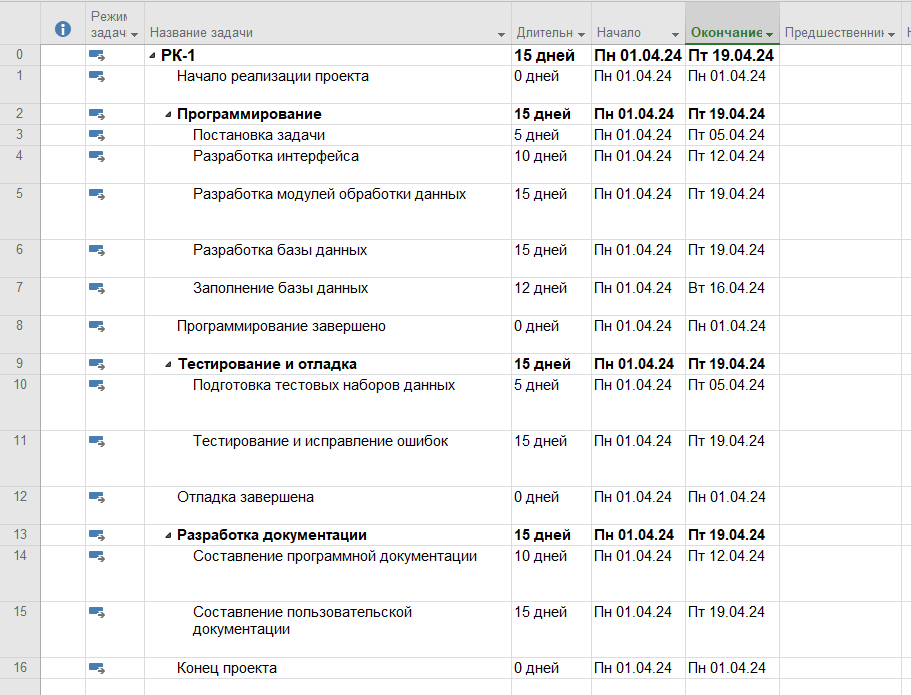 Режим задач Название задачи Длительн Начало Окончание Предшественник
0 РК-1 15 дней Пн 01.04.24 Пт 19.04.24
1 Начало реализации проекта 0 дней Пн 01.04.24 Пн 01.04.24
2 Программирование 15 дней Пн 01.04.24 Пт 19.04.24
3 Постановка задачи 5 дней Пн 01.04.24 Пт 05.04.24
4 Разработка интерфейса 10 дней Пн 01.04.24 Пт 12.04.24
5 Разработка модулей обработки данных 15 дней Пн 01.04.24 Пт 19.04.24
6 Разработка базы данных 15 дней Пн 01.04.24 Пт 19.04.24
7 Заполнение базы данных 12 дней Пн 01.04.24 Вт 16.04.24
8 Программирование завершено 0 дней Пн 01.04.24 Пн 01.04.24
9 Тестирование и отладка 15 дней Пн 01.04.24 Пт 19.04.24
10 Подготовка тестовых наборов данных 5 дней Пн 01.04.24 Пт 05.04.24
11 Тестирование и исправление ошибок 15 дней Пн 01.04.24 Пт 19.04.24
12 Отладка завершена 0 дней Пн 01.04.24 Пн 01.04.24
13 Разработка документации 15 дней Пн 01.04.24 Пт 19.04.24
14 Составление программной документации 10 дней Пн 01.04.24 Пт 12.04.24
15 Составление пользовательской 15 дней Пн 01.04.24 Пт 19.04.24
документации
16 Конец проекта 0 дней Пн 01.04.24 Пн 01.04.24